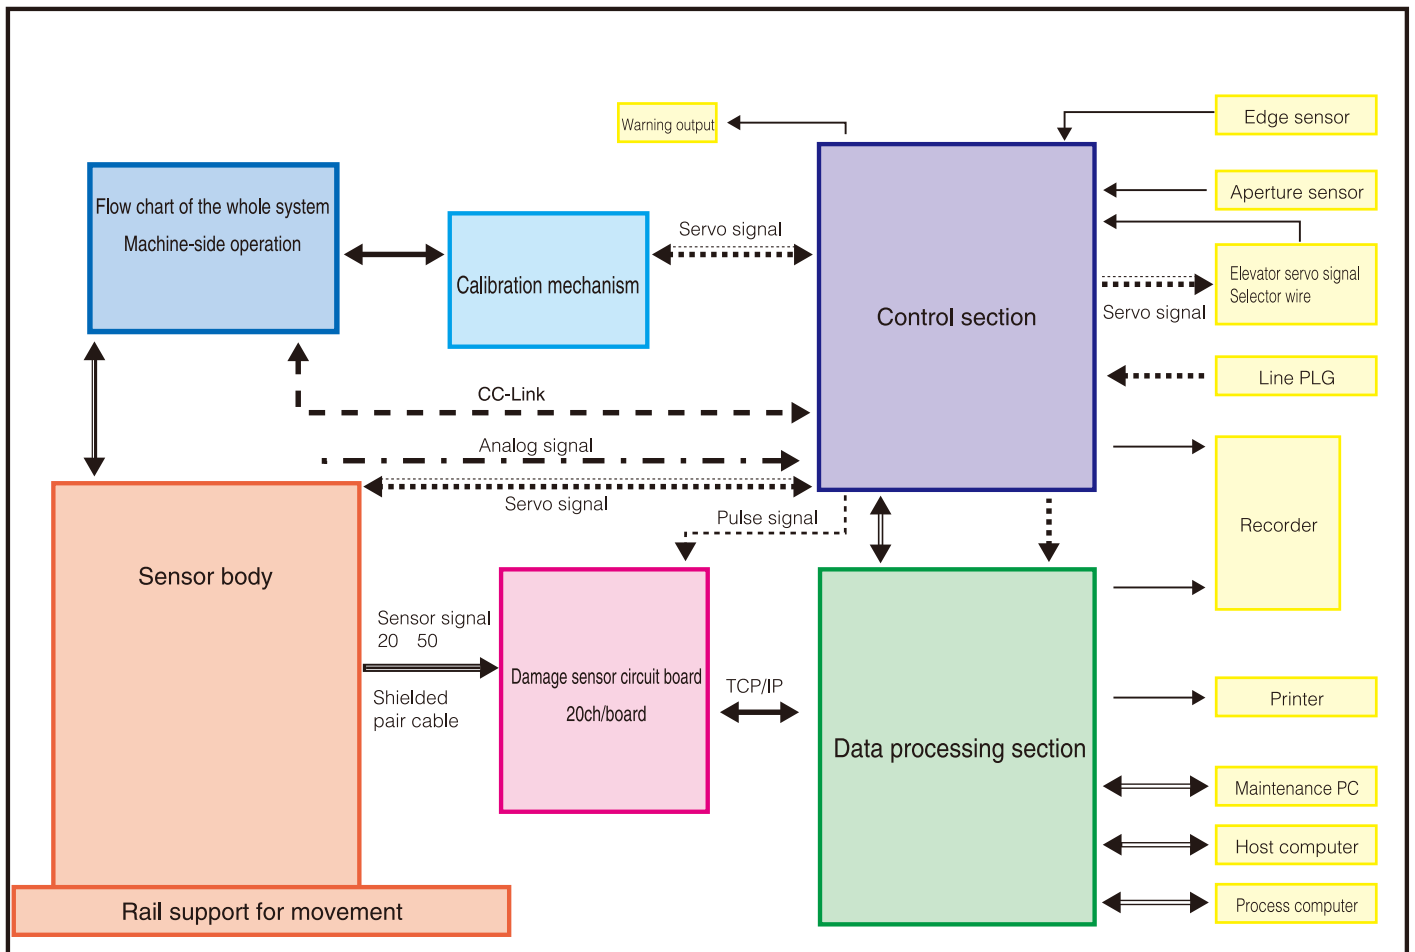 Warning output
Edge sensor
Aperture sensor
Flow chart of the whole system
Machine-side operation
Servo signal
Calibration mechanism
Control section
Elevator servo signal
Selector wire
Servo signal
Line PLG
CC-Link
Analog signal
Servo signal
Pulse signal
Recorder
Sensor body
Sensor signal
20 50
Shielded
pair cable
Damage sensor circuit board
20ch/board
TCP/IP
Data processing section
Printer
Maintenance PC
Host computer
Process computer
Rail support for movement